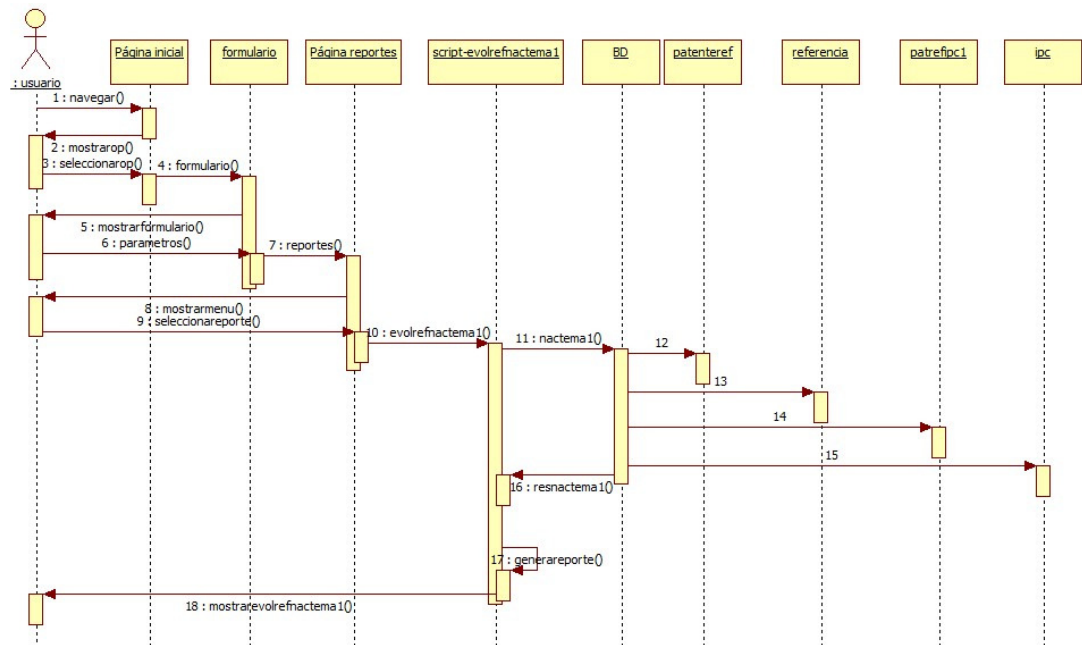 : usuario
Página inicial
formulario
Página reportes
script-evolrefnactema1
BD
patenteref
referencia
patrefipc1
ipc
1 : navegar()
2 : mostrarop()
3 : seleccionarop()
4 : formulario()
5 : mostrarformulario()
6 : parametros()
7 : reportes()
8 : mostrarmenu()
9 : seleccionareporte()
10 : evolrefnactema1()
11 : nactema1()
12
13
14
15
16 : resnactema1()
17 : generareporte()
18 : mostrarevolrefnactema1()